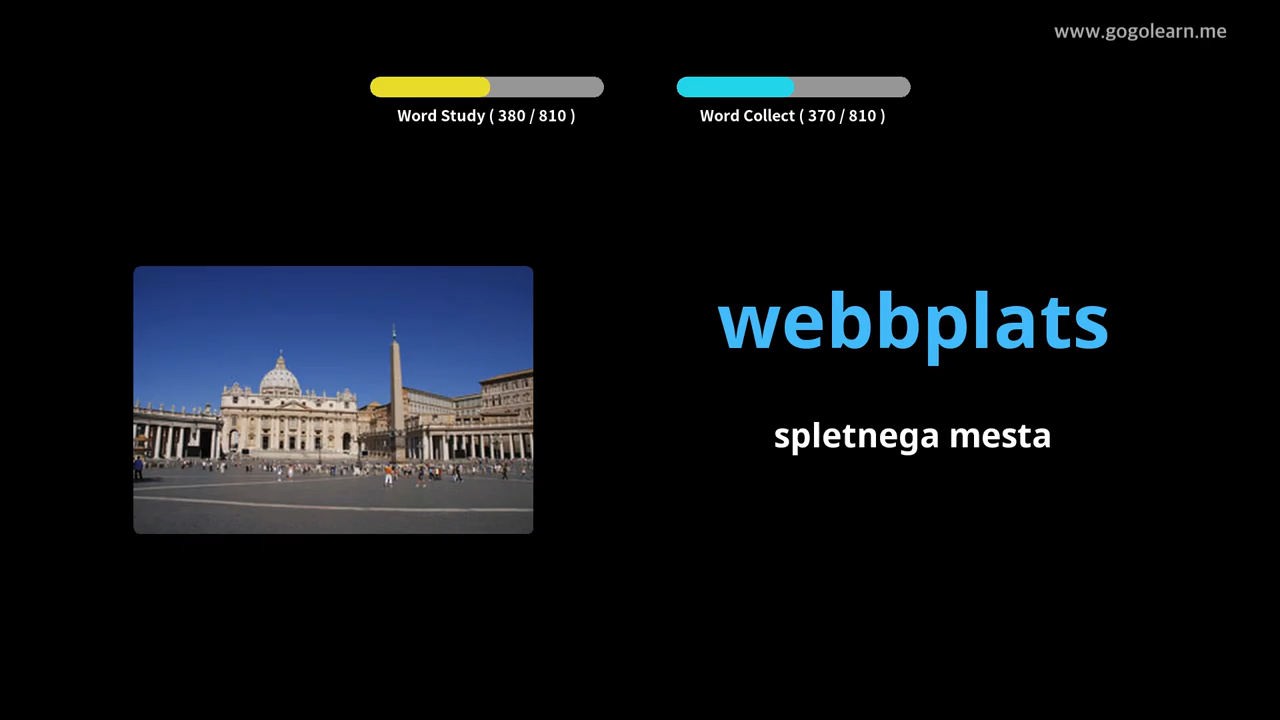 www.gogolearn.me
Word Study ( 380 / 810 )
Word Collect ( 370 / 810 )
webbplats
spletnega mesta